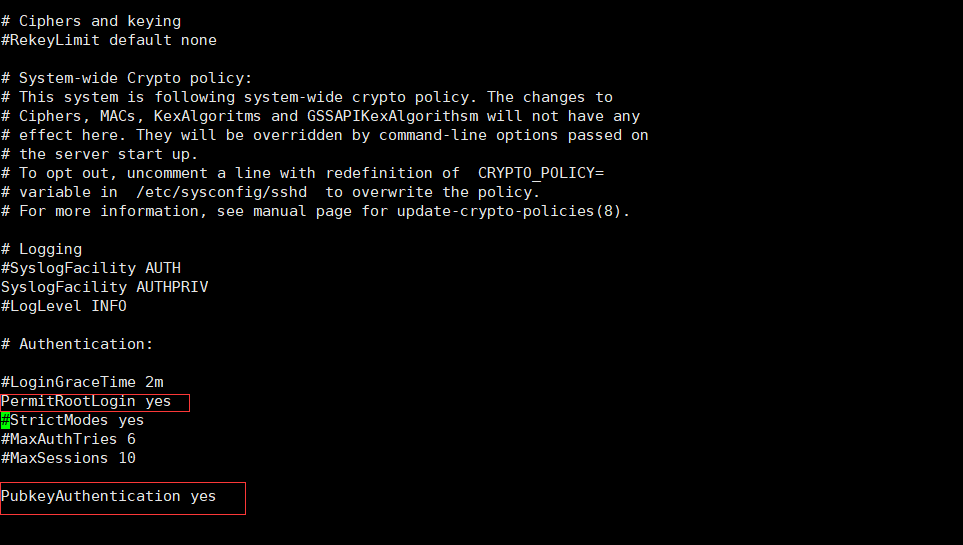 # Ciphers and keying
#RekeyLimit default none
# System-wide Crypto policy:
# This system is following system-wide crypto policy. The changes to
# Ciphers, MACs, KexAlgoritms and GSSAPIKexAlgorithsm will not have any
# effect here. They will be overridden by command-line options passed on
# the server start up.
# To opt out, uncomment a line with redefinition of  CRYPTO_POLICY=
# variable in  /etc/sysconfig/sshd  to overwrite the policy.
# For more information, see manual page for update-crypto-policies(8).
# Logging
#SyslogFacility AUTH
SyslogFacility AUTHPRIV
#LogLevel INFO
# Authentication:
#LoginGraceTime 2m
PermitRootLogin yes
#StrictModes yes
#MaxAuthTries 6
#MaxSessions 10
PubkeyAuthentication yes